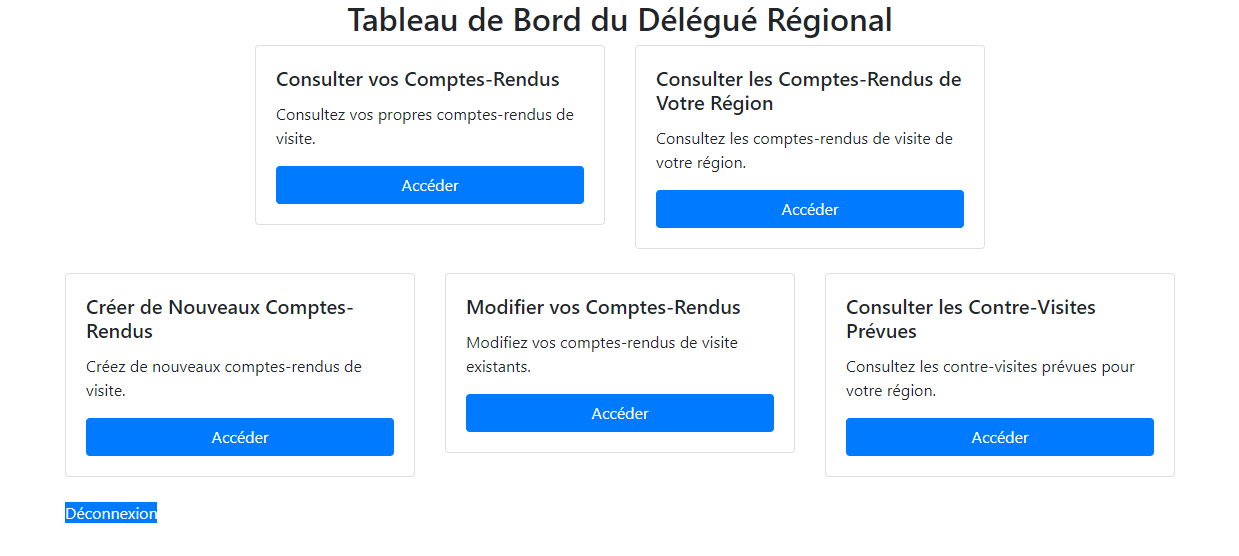 Tableau de Bord du Délégué Régional
Consulter vos Comptes-Rendus
Consultez vos propres comptes-rendus de
visite.
Accéder
Consulter les Comptes-Rendus de
Votre Région
Consultez les comptes-rendus de visite de
votre région.
Accéder
Créer de Nouveaux Comptes-
Rendus
Créez de nouveaux comptes-rendus de
visite.
Accéder
Modifier vos Comptes-Rendus
Modifiez vos comptes-rendus de visite
existants.
Accéder
Consulter les Contre-Visites
Prévues
Consultez les contre-visites prévues pour
votre région.
Accéder
Déconnexion